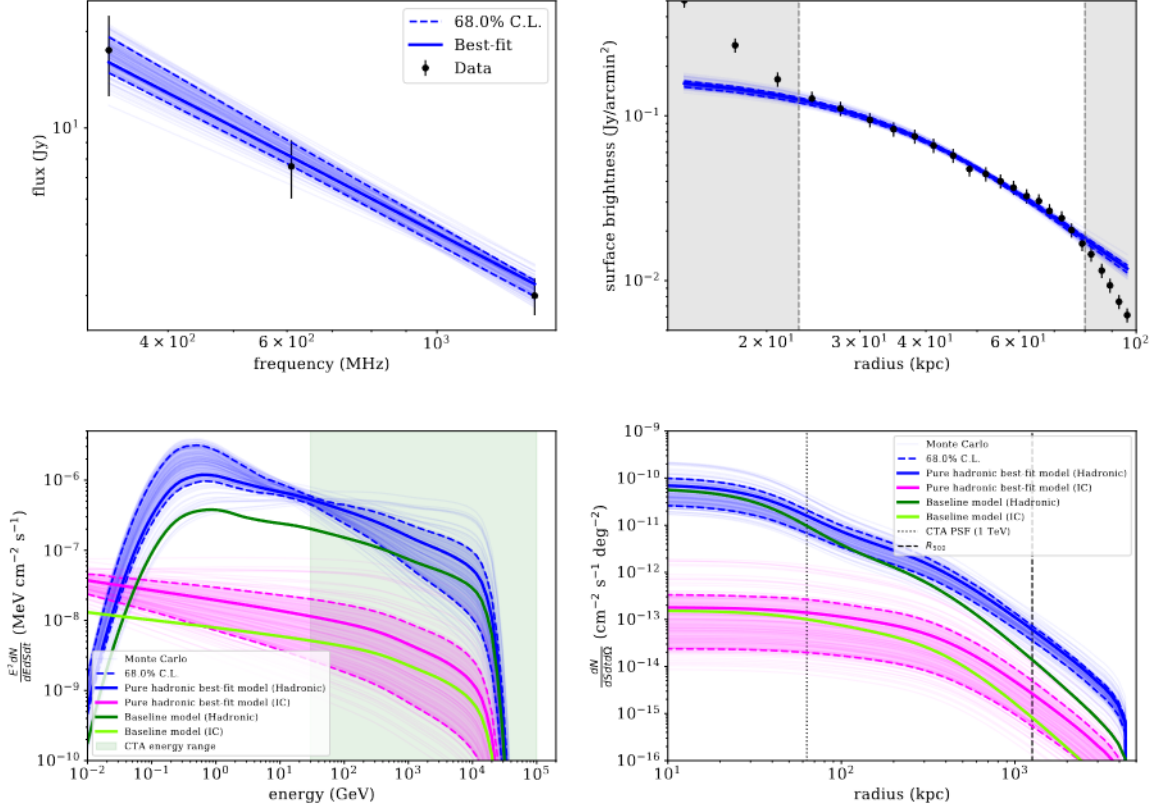 68.0% C.L.
Best-fit
Data
10¹
flux (Jy)
4 × 10² 6 × 10² 10³
frequency (MHz)
10⁻¹
10⁻²
surface brightness (Jy/arcmin²)
2 × 10¹ 3 × 10¹ 4 × 10¹ 6 × 10¹ 10²
radius (kpc)
10⁻⁶
10⁻⁷
10⁻⁸
10⁻⁹
10⁻¹⁰
E²dN/dEdSdt (MeV cm⁻² s⁻¹)
Monte Carlo
68.0% C.L.
Pure hadronic best-fit model (Hadronic)
Pure hadronic best-fit model (IC)
Baseline model (Hadronic)
Baseline model (IC)
CTA energy range
10⁻² 10⁻¹ 10⁰ 10¹ 10² 10³ 10⁴ 10⁵
energy (GeV)
10⁻⁹
10⁻¹⁰
10⁻¹¹
10⁻¹²
10⁻¹³
10⁻¹⁴
10⁻¹⁵
10⁻¹⁶
dN/dSdtdΩ (cm⁻² s⁻¹ deg⁻²)
Monte Carlo
68.0% C.L.
Pure hadronic best-fit model (Hadronic)
Pure hadronic best-fit model (IC)
Baseline model (Hadronic)
Baseline model (IC)
CTA PSF (1 TeV)
R₅₀₀
10¹ 10² 10³
radius (kpc)